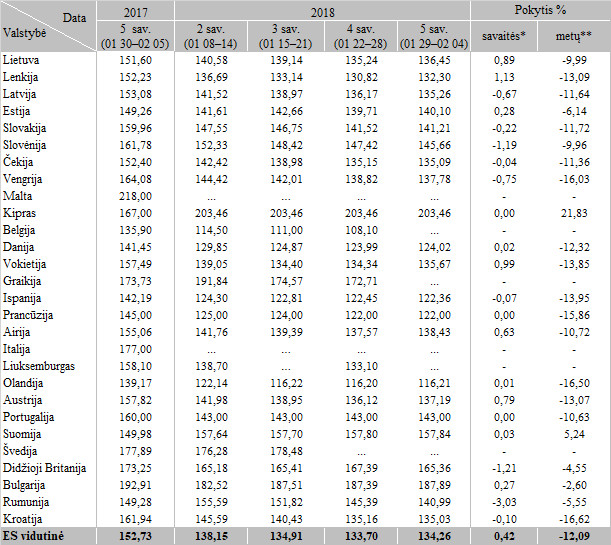 Data 2017 2018 Pokytis %
Valstybė 5 sav. (01 30–02 05) 2 sav. (01 08–14) 3 sav. (01 15–21) 4 sav. (01 22–28) 5 sav. (01 29–02 04) savaitės* metų**
Lietuva 151,60 140,58 139,14 135,24 136,45 0,89 -9,99
Lenkija 152,23 136,69 133,14 130,82 132,30 1,13 -13,09
Latvija 153,08 141,52 138,97 136,17 135,26 -0,67 -11,64
Estija 149,26 141,61 142,66 139,71 140,10 0,28 -6,14
Slovakija 159,96 147,55 146,75 141,52 141,21 -0,22 -11,72
Slovėnija 161,78 152,33 148,42 147,42 145,66 -1,19 -9,96
Čekija 152,40 142,42 138,98 135,15 135,09 -0,04 -11,36
Vengrija 164,08 144,42 142,01 138,82 137,78 -0,75 -16,03
Malta 218,00 ... ... ... ... - -
Kipras 167,00 203,46 203,46 203,46 203,46 0,00 21,83
Belgija 135,90 114,50 111,00 108,10 ... - -
Danija 141,45 129,85 124,87 123,99 124,02 0,02 -12,32
Vokietija 157,49 139,05 134,40 134,34 135,67 0,99 -13,85
Graikija 173,73 191,84 174,57 172,71 ... - -
Ispanija 142,19 124,30 122,81 122,45 122,36 -0,07 -13,95
Prancūzija 145,00 125,00 124,00 122,00 122,00 0,00 -15,86
Airija 155,06 141,76 139,39 137,57 138,43 0,63 -10,72
Italija 177,00 ... ... ... ... - -
Liuksemburgas 158,10 138,70 ... 133,10 ... - -
Olandija 139,17 122,14 116,22 116,20 116,21 0,01 -16,50
Austrija 157,82 141,98 138,95 136,12 137,19 0,79 -13,07
Portugalija 160,00 143,00 143,00 143,00 143,00 0,00 -10,63
Suomija 149,98 157,64 157,70 157,80 157,84 0,03 5,24
Švedija 177,89 176,28 178,48 ... ... - -
Didžioji Britanija 173,25 165,18 165,41 167,39 165,36 -1,21 -4,55
Bulgarija 192,91 182,52 187,51 187,39 187,89 0,27 -2,60
Rumunija 149,28 155,59 151,82 145,39 140,99 -3,03 -5,55
Kroatija 161,94 145,59 140,43 135,16 135,03 -0,10 -16,62
ES vidutinė 152,73 138,15 134,91 133,70 134,26 0,42 -12,09